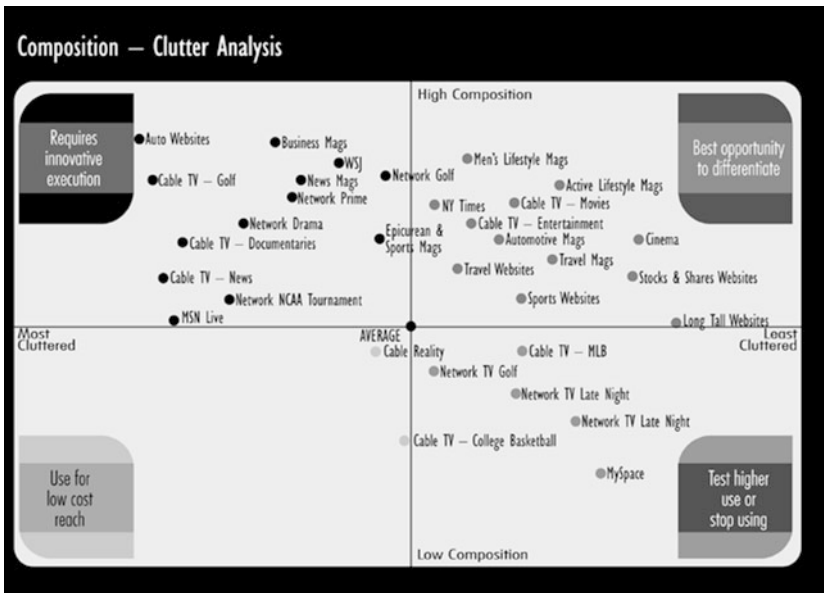 Composition – Clutter Analysis
High Composition
Requires
innovative
execution
Best opportunity
to differentiate
Auto Websites
Business Mags
WSJ
Men's Lifestyle Mags
Cable TV – Golf
News Mags
Network Golf
Active Lifestyle Mags
Network Prime
NY Times
Cable TV – Movies
Network Drama
Cable TV – Entertainment
Epicurean &
Sports Mags
Automotive Mags
Cinema
Cable TV – Documentaries
Travel Mags
Travel Websites
Cable TV – News
Stocks & Shares Websites
Network NCAA Tournament
Sports Websites
MSN Live
Long Tall Websites
Most
Cluttered
AVERAGE
Least
Cluttered
Cable Reality
Cable TV – MLB
Network TV Golf
Network TV Late Night
Network TV Late Night
Cable TV – College Basketball
MySpace
Use for
low cost
reach
Test higher
use or
stop using
Low Composition